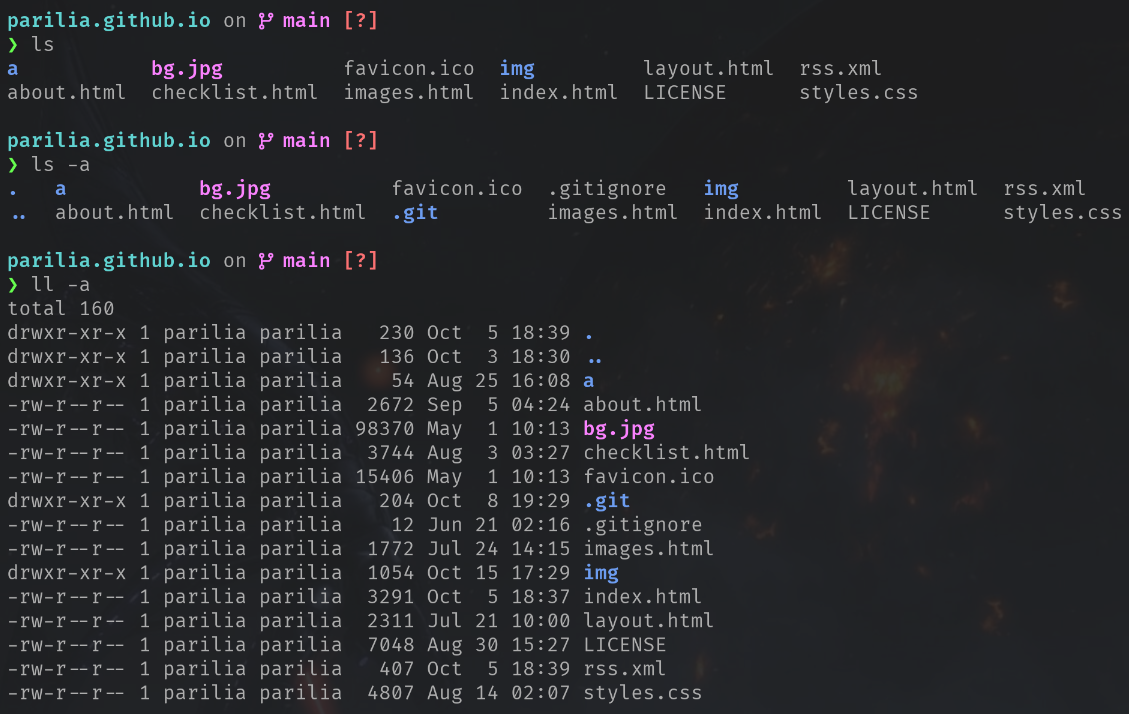 parilia.github.io on main [?]
❯ ls
a            bg.jpg          favicon.ico  img         layout.html  rss.xml
about.html  checklist.html  images.html  index.html  LICENSE      styles.css

parilia.github.io on main [?]
❯ ls -a
.   a           bg.jpg          favicon.ico  .gitignore   img         layout.html  rss.xml
..  about.html  checklist.html  .git         images.html  index.html  LICENSE      styles.css

parilia.github.io on main [?]
❯ ll -a
total 160
drwxr-xr-x 1 parilia parilia   230 Oct  5 18:39 .
drwxr-xr-x 1 parilia parilia   136 Oct  3 18:30 ..
drwxr-xr-x 1 parilia parilia    54 Aug 25 16:08 a
-rw-r--r-- 1 parilia parilia  2672 Sep  5 04:24 about.html
-rw-r--r-- 1 parilia parilia 98370 May  1 10:13 bg.jpg
-rw-r--r-- 1 parilia parilia  3744 Aug  3 03:27 checklist.html
-rw-r--r-- 1 parilia parilia 15406 May  1 10:13 favicon.ico
drwxr-xr-x 1 parilia parilia   204 Oct  8 19:29 .git
-rw-r--r-- 1 parilia parilia    12 Jun 21 02:16 .gitignore
-rw-r--r-- 1 parilia parilia  1772 Jul 24 14:15 images.html
drwxr-xr-x 1 parilia parilia  1054 Oct 15 17:29 img
-rw-r--r-- 1 parilia parilia  3291 Oct  5 18:37 index.html
-rw-r--r-- 1 parilia parilia  2311 Jul 21 10:00 layout.html
-rw-r--r-- 1 parilia parilia  7048 Aug 30 15:27 LICENSE
-rw-r--r-- 1 parilia parilia   407 Oct  5 18:39 rss.xml
-rw-r--r-- 1 parilia parilia  4807 Aug 14 02:07 styles.css